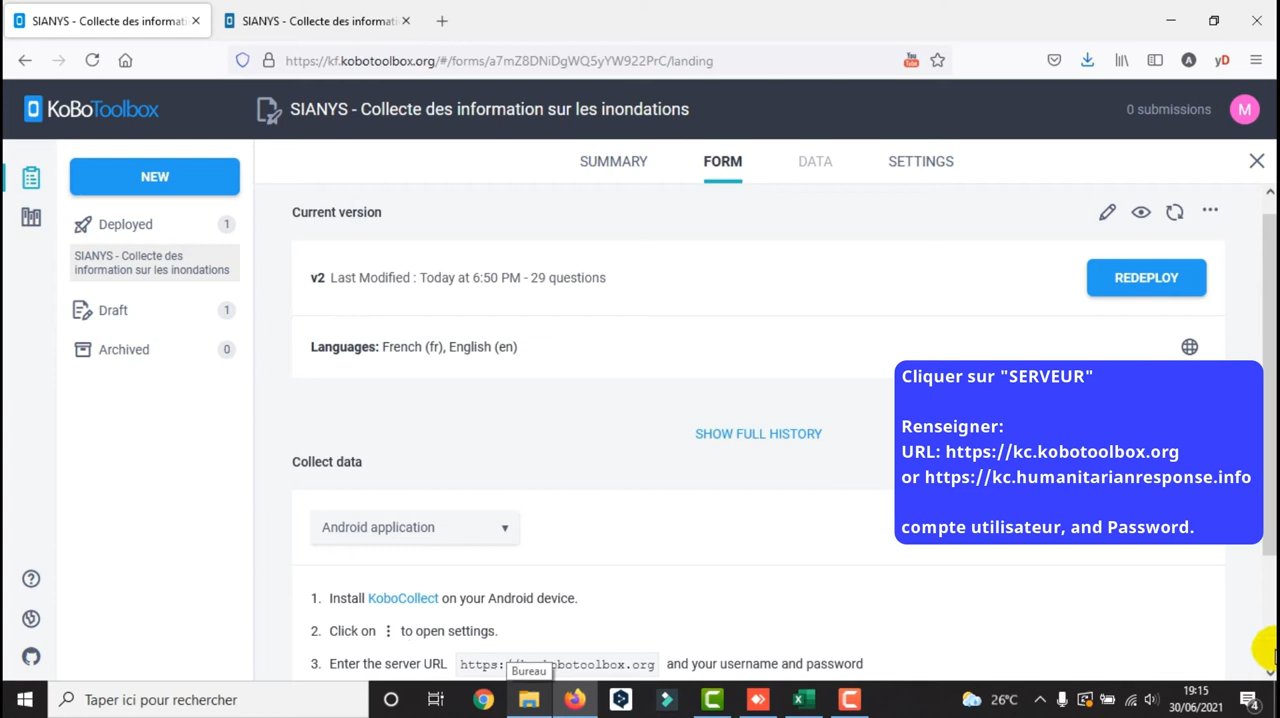 SIANYS - Collecte des informati
SIANYS - Collecte des informati
https://kf.kobotoolbox.org/#/forms/a7mZ8DNiDgWQ5yYW922PrC/landing
You Tube
A
yD
KoBoToolbox
SIANYS - Collecte des information sur les inondations
0 submissions
M
NEW
SUMMARY
FORM
DATA
SETTINGS
Deployed
1
SIANYS - Collecte des
information sur les inondations
Draft
1
Archived
0
Current version
v2 Last Modified : Today at 6:50 PM - 29 questions
REDEPLOY
Languages: French (fr), English (en)
Cliquer sur "SERVEUR"
Renseigner:
URL: https://kc.kobotoolbox.org
or https://kc.humanitarianresponse.info
compte utilisateur, and Password.
SHOW FULL HISTORY
Collect data
Android application
1. Install KoboCollect on your Android device.
2. Click on ⋮ to open settings.
3. Enter the server URL and your username and password
Bureau
Taper ici pour rechercher
26°C
19:15
30/06/2021
4